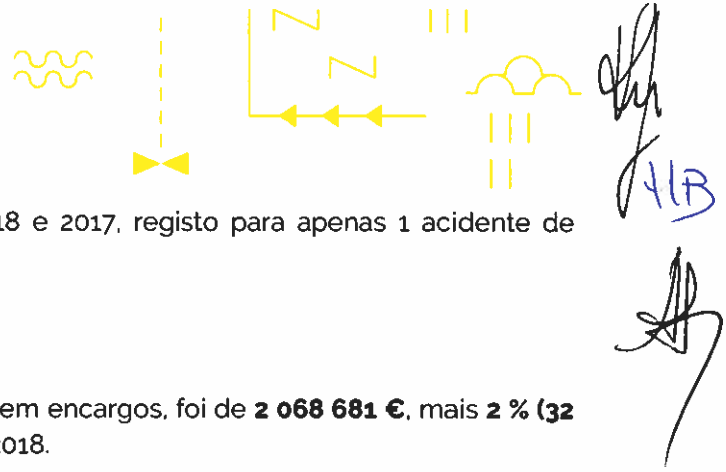 HB
18 e 2017, registo para apenas 1 acidente de
em encargos, foi de 2 068 681 €, mais 2 % (32
2018.